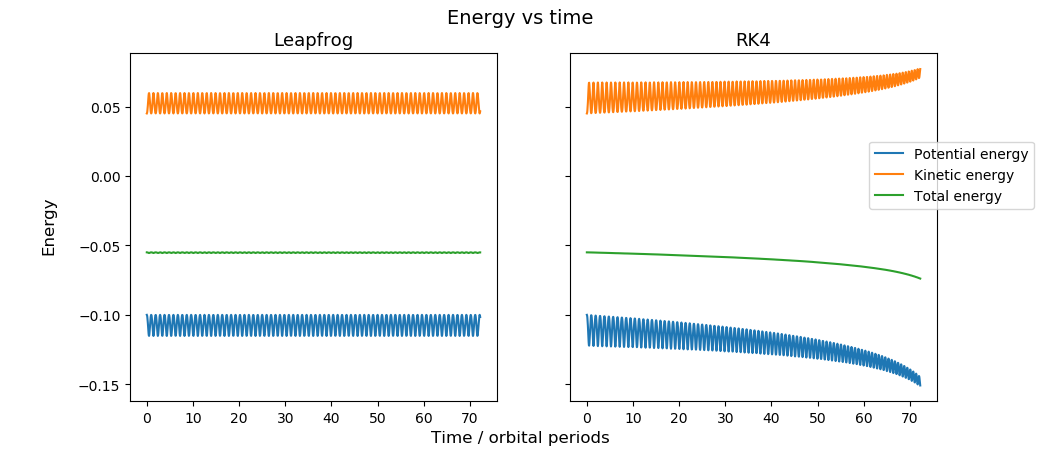 Energy vs time
Leapfrog
RK4
Energy
0.05
0.00
−0.05
−0.10
−0.15
0 10 20 30 40 50 60 70
0 10 20 30 40 50 60 70
Potential energy
Kinetic energy
Total energy
Time / orbital periods